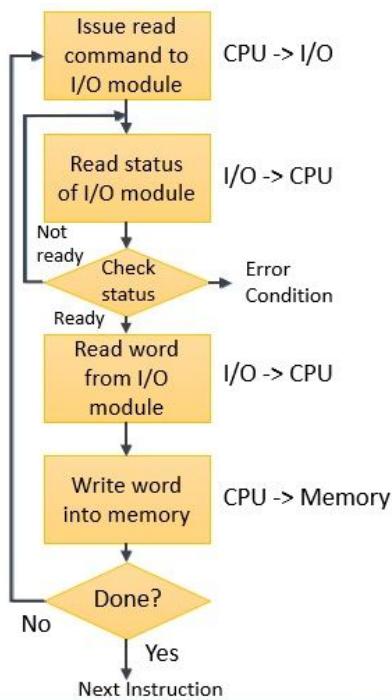 Issue read
command to
I/O module
CPU -> I/O
Read status
of I/O module
I/O -> CPU
Not
ready
Check
status
Error
Condition
Ready
Read word
from I/O
module
I/O -> CPU
Write word
into memory
CPU -> Memory
Done?
No
Yes
Next Instruction